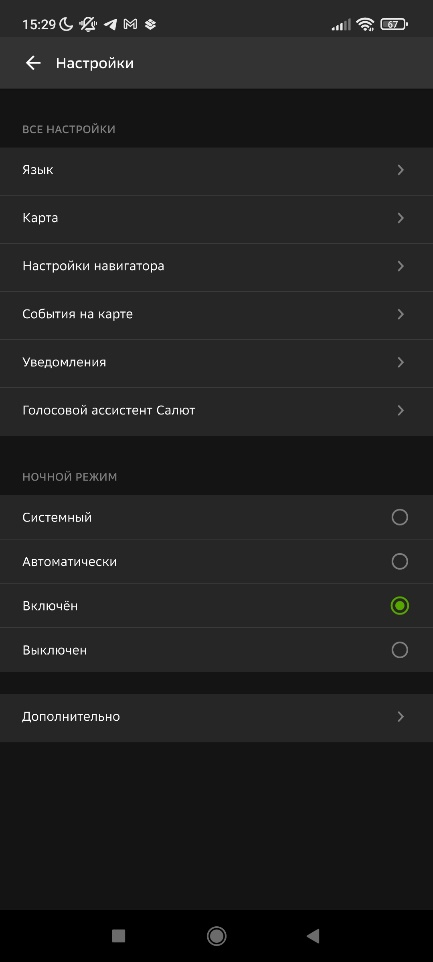 15:29
67
Настройки
ВСЕ НАСТРОЙКИ
Язык
Карта
Настройки навигатора
События на карте
Уведомления
Голосовой ассистент Салют
НОЧНОЙ РЕЖИМ
Системный
Автоматически
Включён
Выключен
Дополнительно